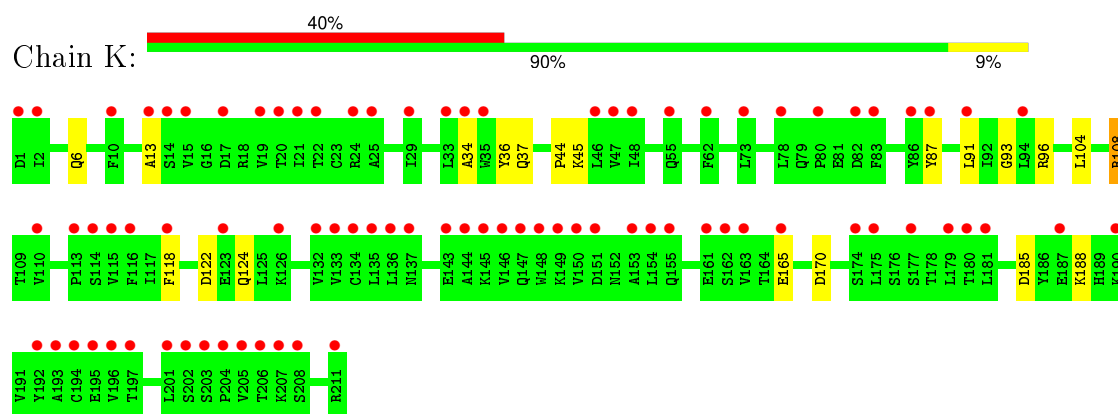 40%
Chain K:
90% 9%
D1 I2 Q6 F10 A13 S14 V15 G16 D17 R18 V19 T20 I21 T22 C23 R24 A25 I29 L33 A34 W35 Y36 Q37 P44 K45 L46 V47 I48 Q55 F62 L73 L78 Q79 P80 E81 D82 F83 Y86 Y87 L91 I92 G93 L94 R96 L104 R108
T109 V110 P113 S114 V115 F116 I117 F118 D122 E123 Q124 L125 K126 V132 V133 C134 L135 L136 N137 E143 A144 K145 V146 Q147 W148 K149 V150 D151 N152 A153 L154 Q155 E161 S162 V163 T164 E165 D170 S174 L175 S176 S177 T178 L179 T180 L181 D185 Y186 E187 K188 H189 K190
V191 Y192 A193 C194 E195 V196 T197 L201 S202 S203 P204 V205 T206 K207 S208 R211